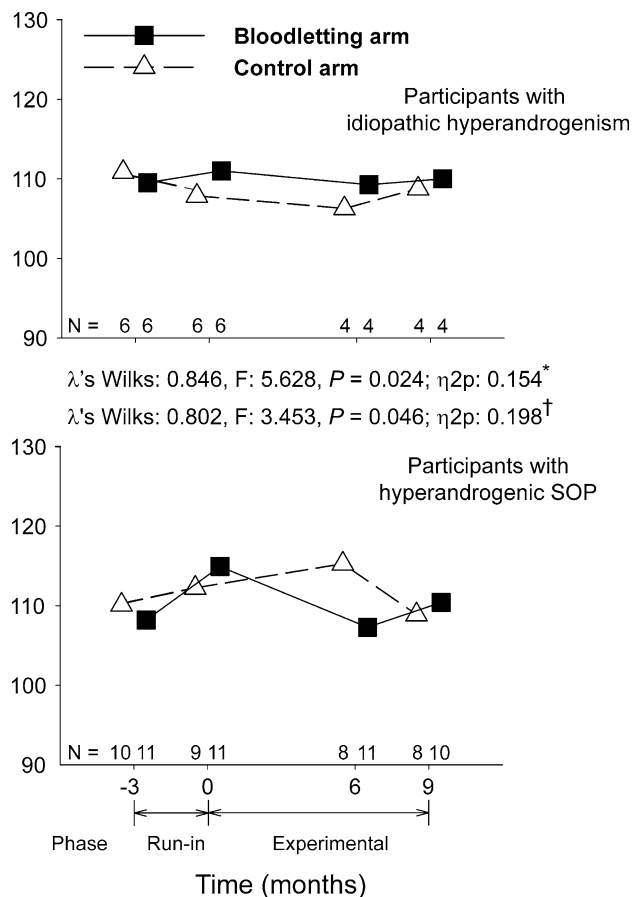 130
Bloodletting arm
Control arm
120
Participants with
idiopathic hyperandrogenism
110
100
N = 6 6 6 6 4 4 4 4
90
λ's Wilks: 0.846, F: 5.628, P = 0.024; η2p: 0.154*
λ's Wilks: 0.802, F: 3.453, P = 0.046; η2p: 0.198†
130
Participants with
hyperandrogenic SOP
120
110
100
N = 10 11 9 11 8 11 8 10
90
-3 0 6 9
Phase Run-in Experimental
Time (months)